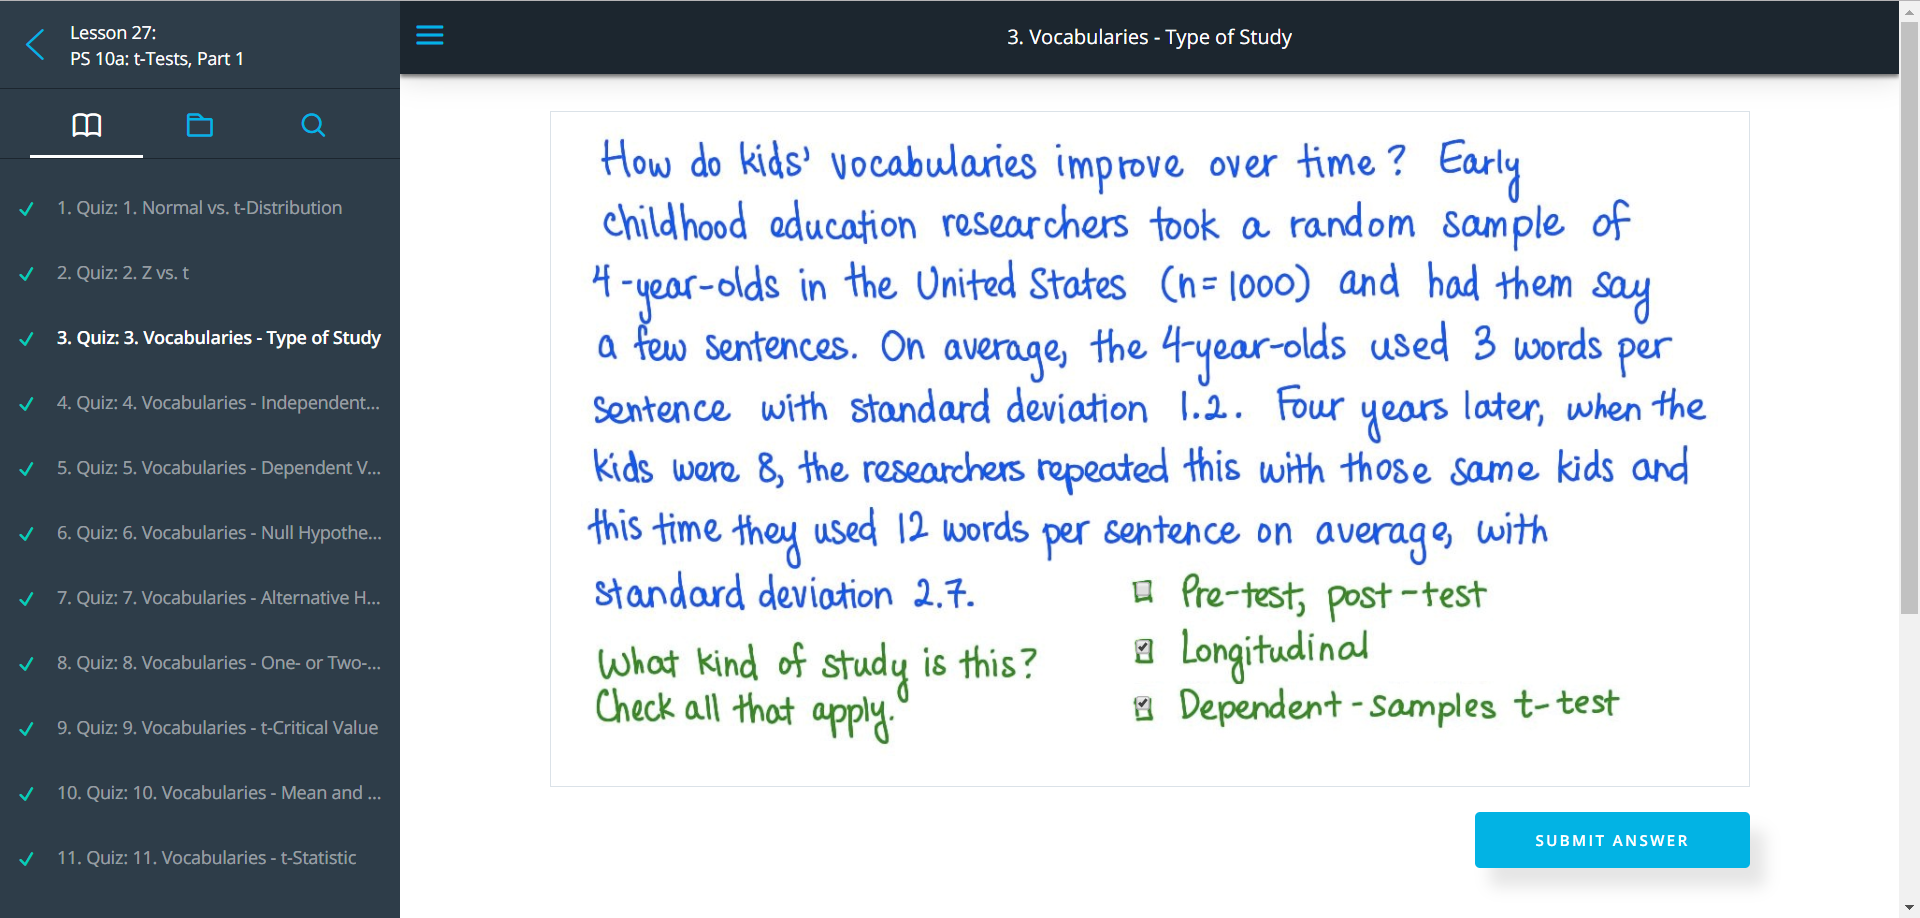 Lesson 27:
PS 10a: t-Tests, Part 1
1. Quiz: 1. Normal vs. t-Distribution
2. Quiz: 2. Z vs. t
3. Quiz: 3. Vocabularies - Type of Study
4. Quiz: 4. Vocabularies - Independent...
5. Quiz: 5. Vocabularies - Dependent V...
6. Quiz: 6. Vocabularies - Null Hypothe...
7. Quiz: 7. Vocabularies - Alternative H...
8. Quiz: 8. Vocabularies - One- or Two-...
9. Quiz: 9. Vocabularies - t-Critical Value
10. Quiz: 10. Vocabularies - Mean and ...
11. Quiz: 11. Vocabularies - t-Statistic
3. Vocabularies - Type of Study
How do kids' vocabularies improve over time? Early
childhood education researchers took a random sample of
4-year-olds in the United States (n=1000) and had them say
a few sentences. On average, the 4-year-olds used 3 words per
sentence with standard deviation 1.2. Four years later, when the
kids were 8, the researchers repeated this with those same kids and
this time they used 12 words per sentence on average, with
standard deviation 2.7.
What kind of study is this?
Check all that apply.
Pre-test, post-test
Longitudinal
Dependent-samples t-test
SUBMIT ANSWER